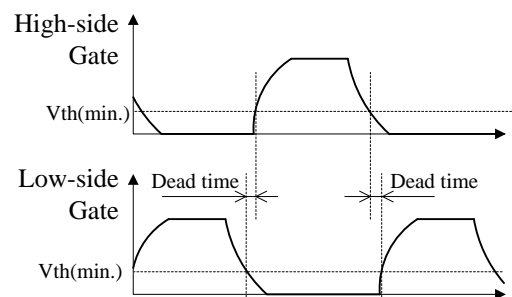 High-side
Gate
Vth(min.)
Low-side
Gate
Dead time
Dead time
Vth(min.)